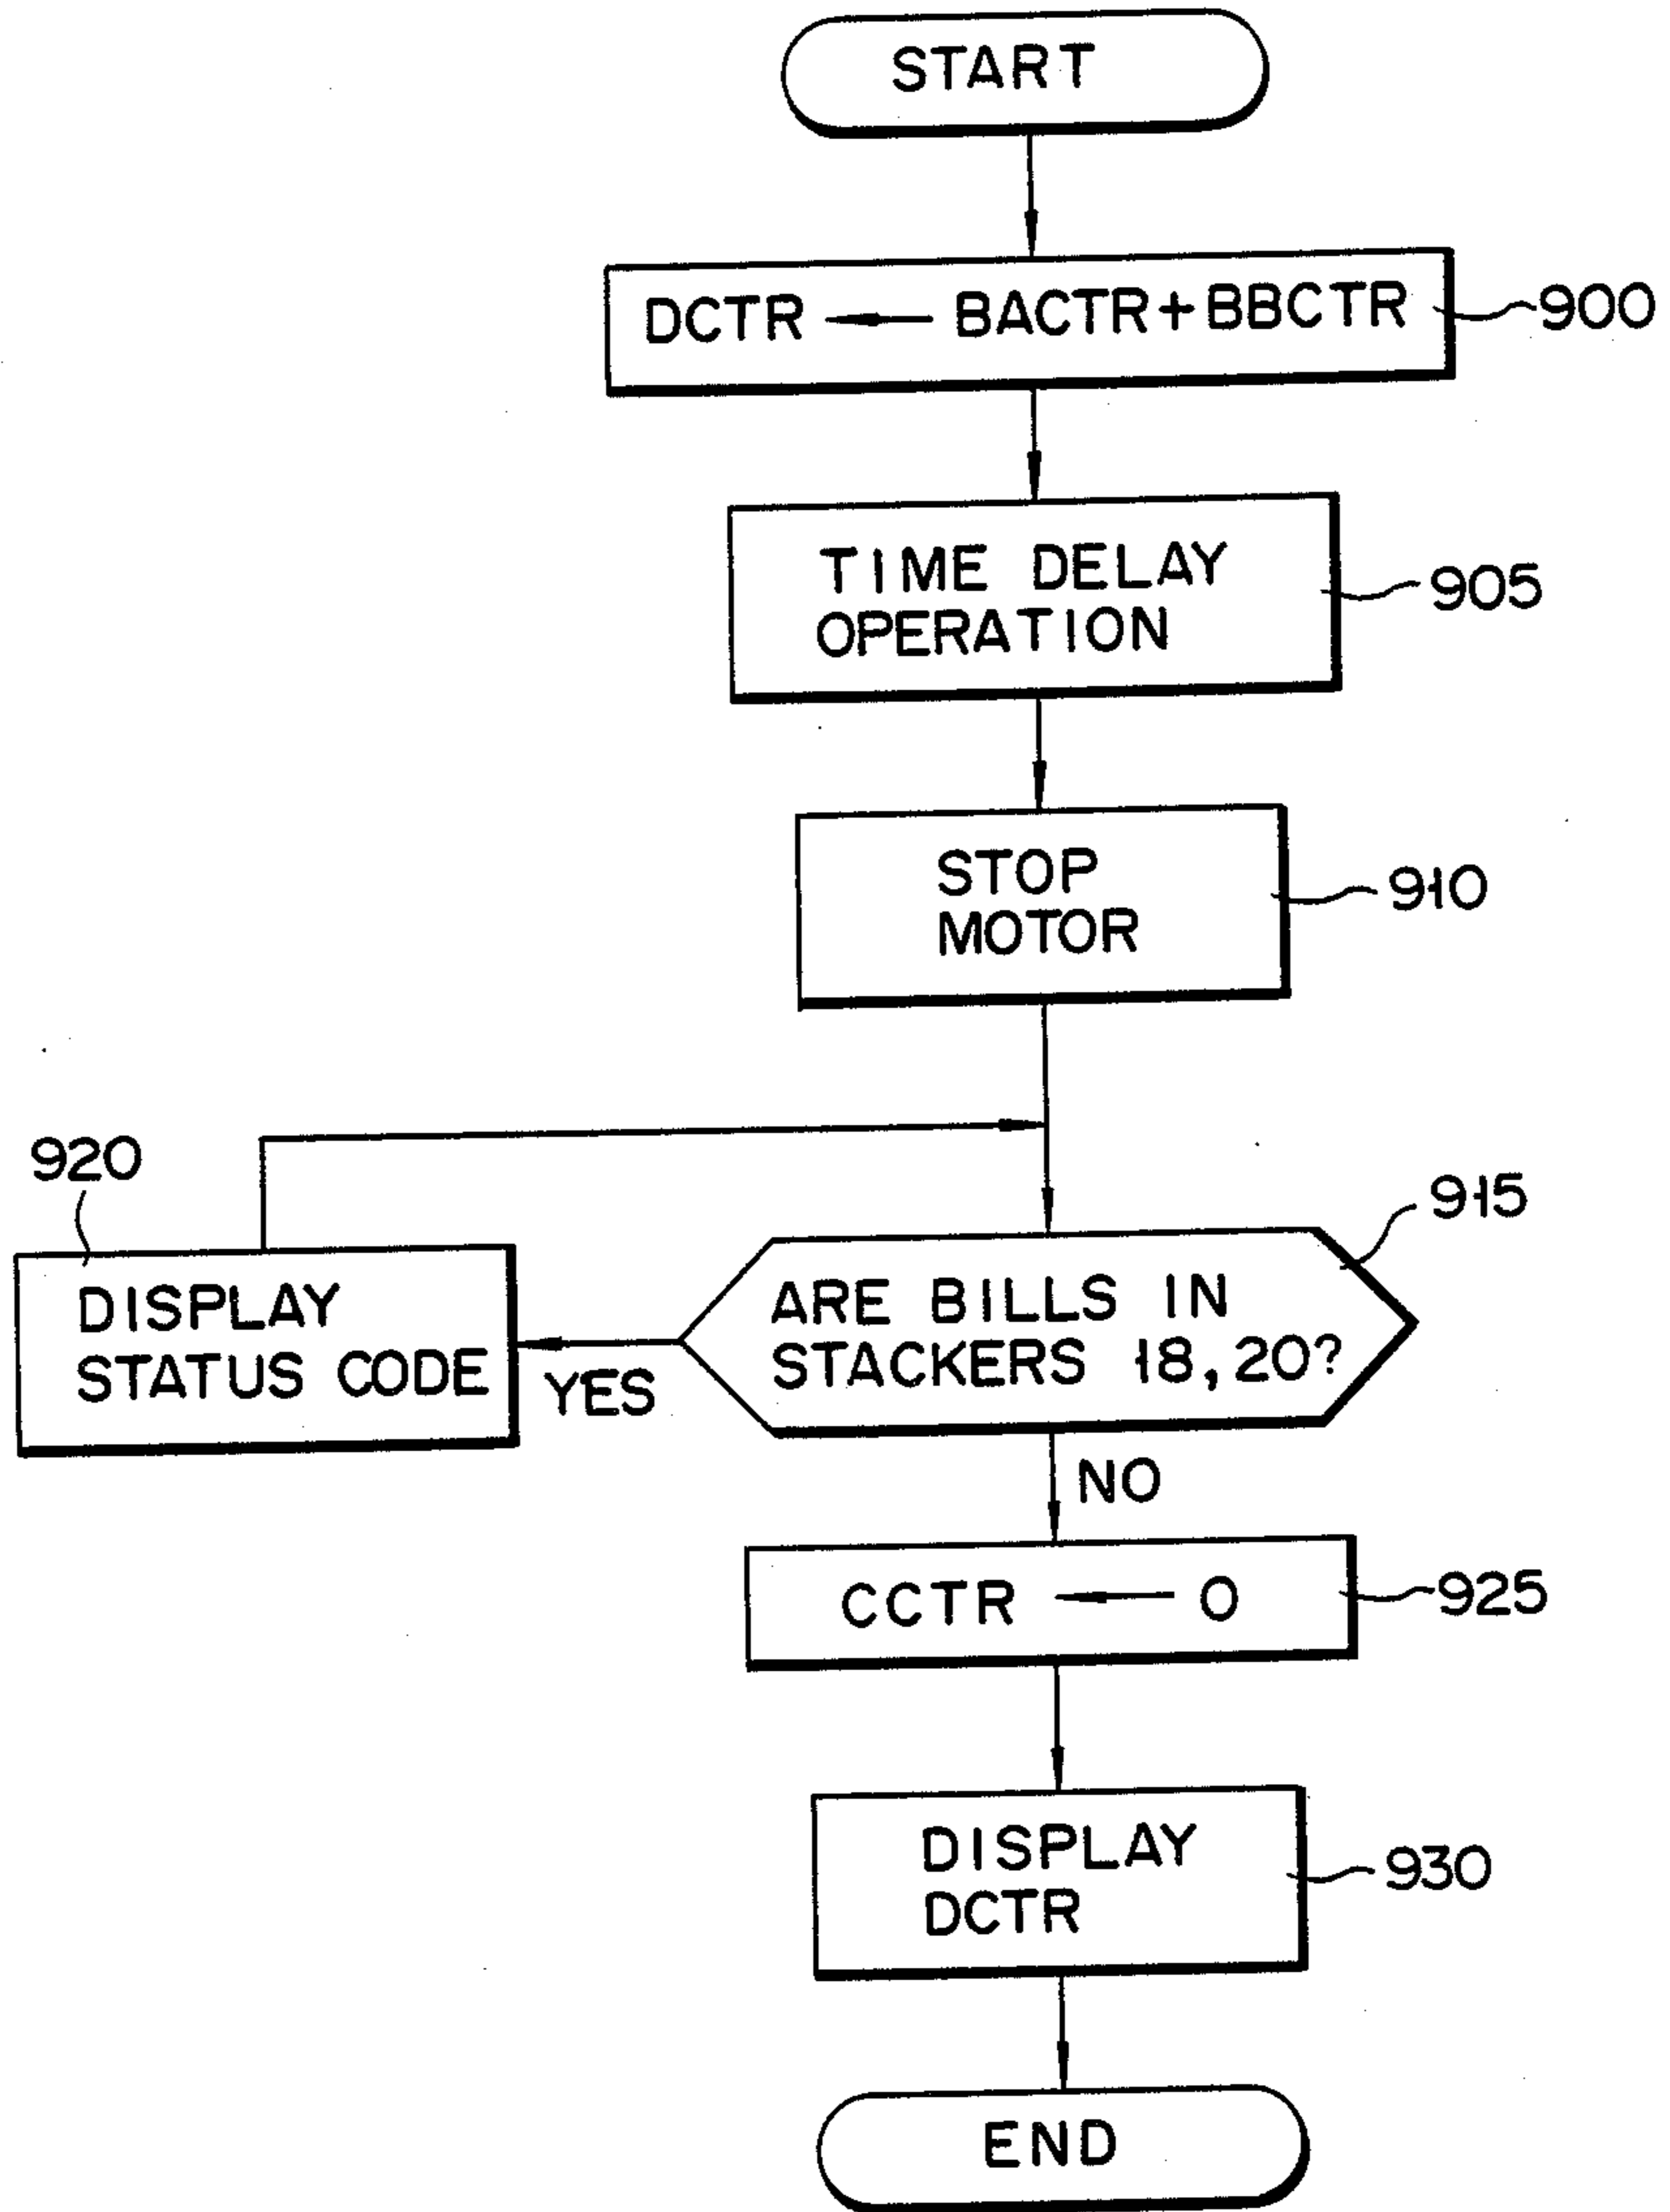 START
DCTR ← BACTR+BBCTR
900
TIME DELAY
OPERATION
905
STOP
MOTOR
910
920
DISPLAY
STATUS CODE
YES
ARE BILLS IN
STACKERS 18, 20?
915
NO
CCTR ← 0
925
DISPLAY
DCTR
930
END